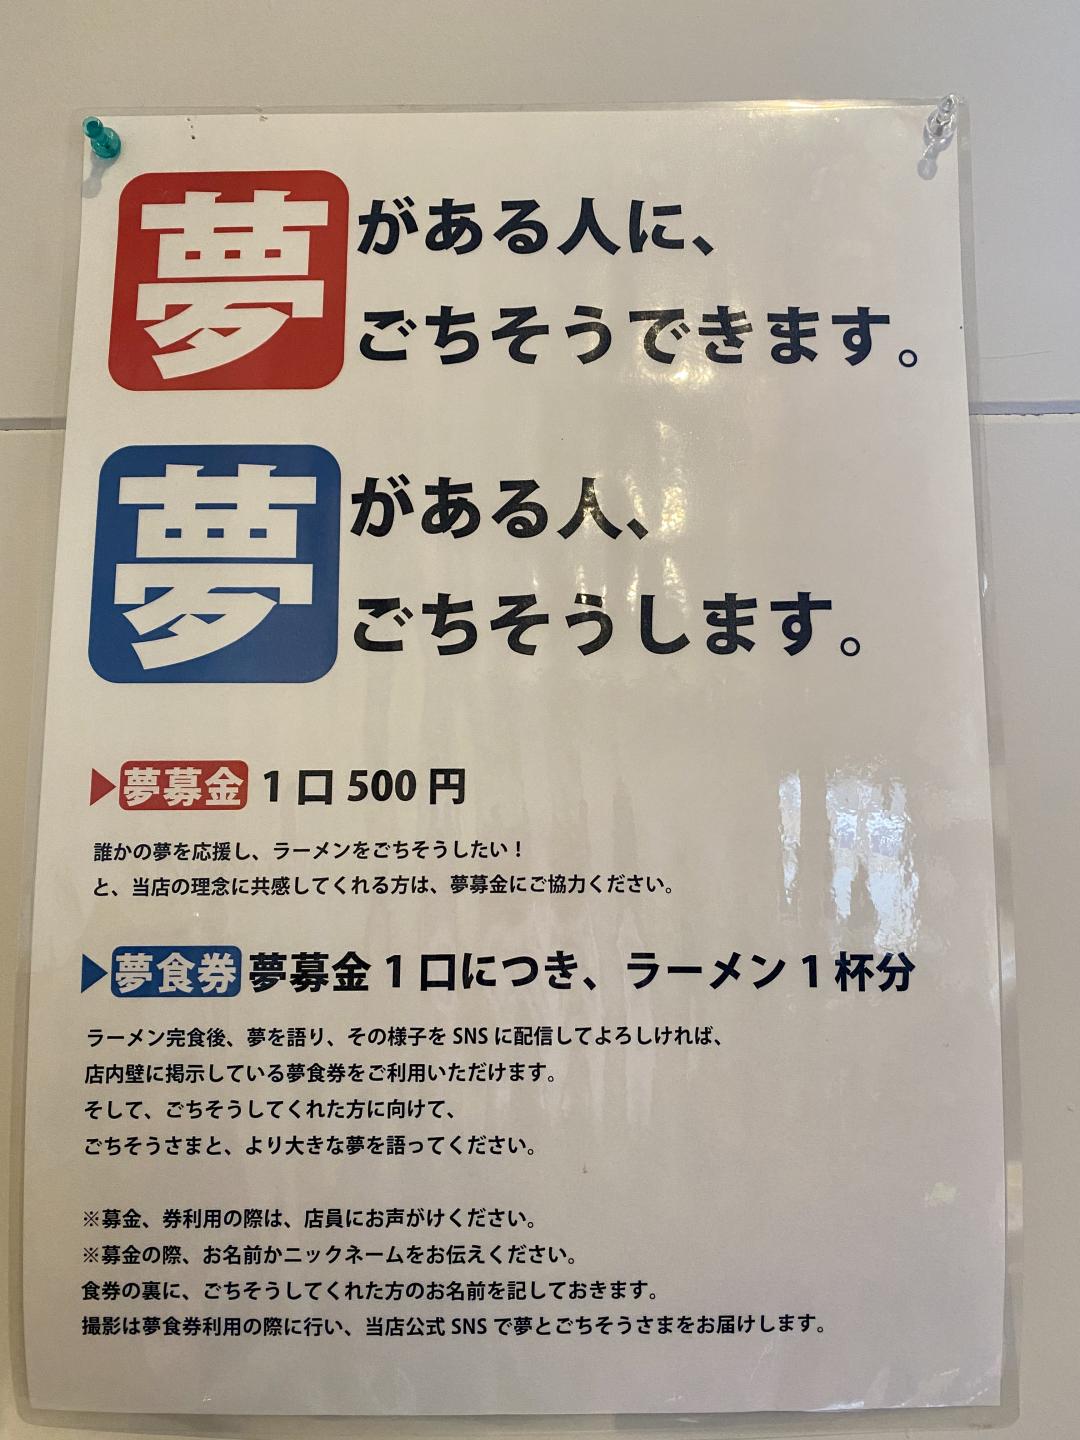 夢がある人に、
ごちそうできます。
夢がある人、
ごちそうします。
▶夢募金 1口500円
誰かの夢を応援し、ラーメンをごちそうしたい！
と、当店の理念に共感してくれる方は、夢募金にご協力ください。
▶夢食券 夢募金1口につき、ラーメン1杯分
ラーメン完食後、夢を語り、その様子をSNSに配信してよろしければ、
店内壁に掲示している夢食券をご利用いただけます。
そして、ごちそうしてくれた方に向けて、
ごちそうさまと、より大きな夢を語ってください。
※募金、券利用の際は、店員にお声がけください。
※募金の際、お名前かニックネームをお伝えください。
食券の裏に、ごちそうしてくれた方のお名前を記しておきます。
撮影は夢食券利用の際に行い、当店公式SNSで夢とごちそうさまをお届けします。